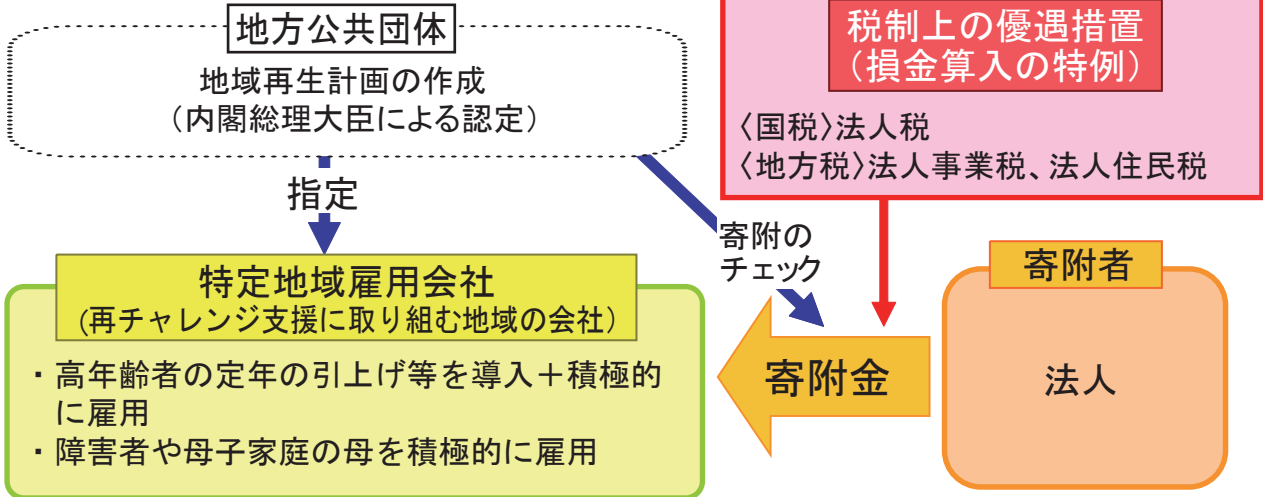 地方公共団体
地域再生計画の作成
（内閣総理大臣による認定）
税制上の優遇措置
（損金算入の特例）
〈国税〉法人税
〈地方税〉法人事業税、法人住民税
指定
寄附の
チェック
特定地域雇用会社
（再チャレンジ支援に取り組む地域の会社）
・高年齢者の定年の引上げ等を導入＋積極的
に雇用
・障害者や母子家庭の母を積極的に雇用
寄附金
寄附者
法人